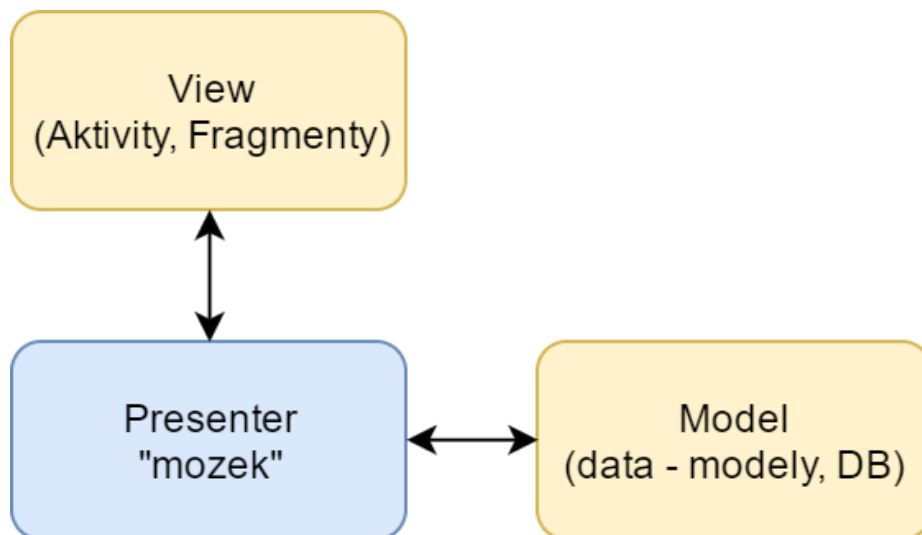 View
(Aktivity, Fragmenty)
Presenter
"mozek"
Model
(data - modely, DB)